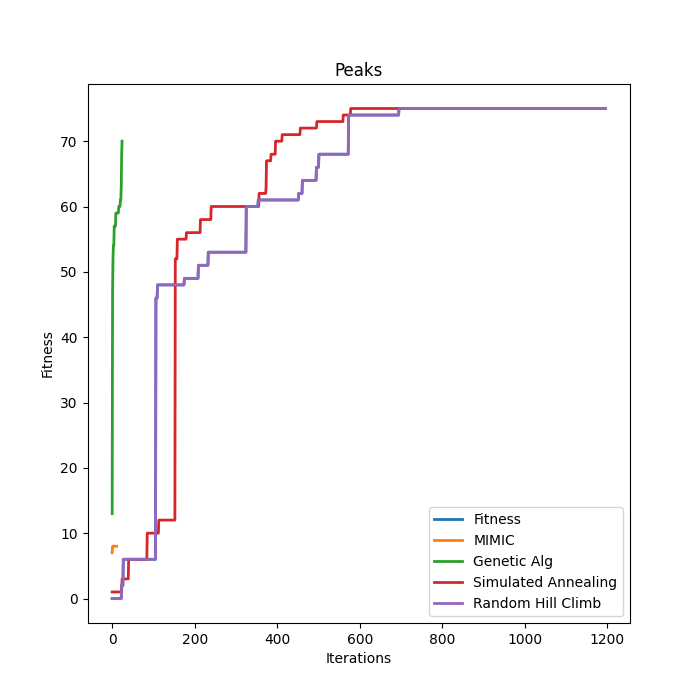 Peaks
Fitness
70
60
50
40
30
20
10
0
0 200 400 600 800 1000 1200
Iterations
Fitness
MIMIC
Genetic Alg
Simulated Annealing
Random Hill Climb